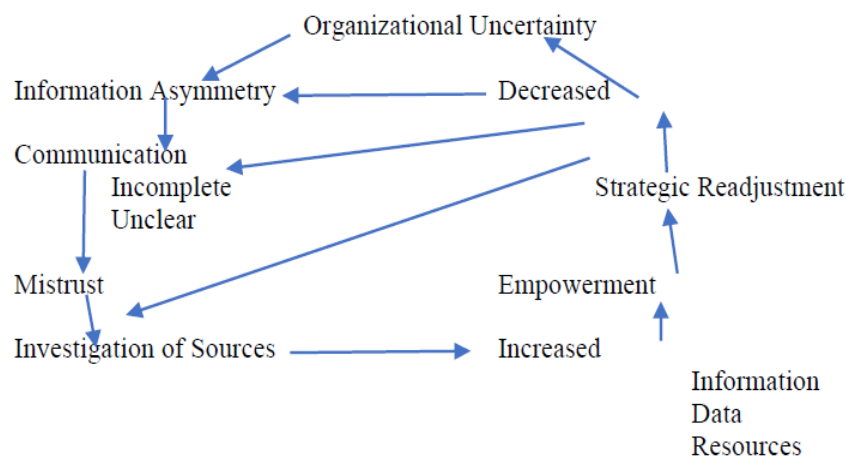 Organizational Uncertainty
Information Asymmetry
Decreased
Communication
Incomplete
Unclear
Strategic Readjustment
Mistrust
Empowerment
Investigation of Sources
Increased
Information
Data
Resources